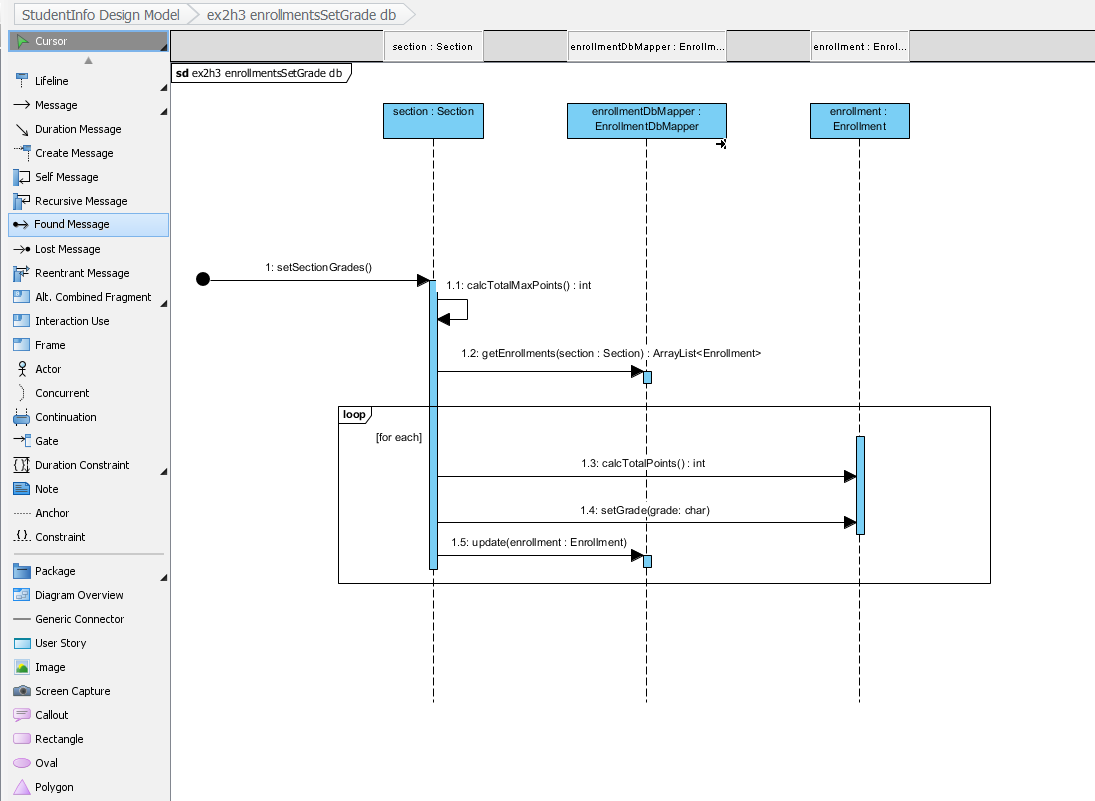 StudentInfo Design Model
ex2h3 enrollmentsSetGrade db
Cursor
Lifeline
Message
Duration Message
Create Message
Self Message
Recursive Message
Found Message
Lost Message
Reentrant Message
Alt. Combined Fragment
Interaction Use
Frame
Actor
Concurrent
Continuation
Gate
Duration Constraint
Note
Anchor
Constraint
Package
Diagram Overview
Generic Connector
User Story
Image
Screen Capture
Callout
Rectangle
Oval
Polygon
section : Section
enrollmentDbMapper : Enrollm...
enrollment : Enrol...
sd ex2h3 enrollmentsSetGrade db
section : Section
enrollmentDbMapper :
EnrollmentDbMapper
enrollment :
Enrollment
1: setSectionGrades()
1.1: calcTotalMaxPoints() : int
1.2: getEnrollments(section : Section) : ArrayList<Enrollment>
loop
[for each]
1.3: calcTotalPoints() : int
1.4: setGrade(grade: char)
1.5: update(enrollment : Enrollment)